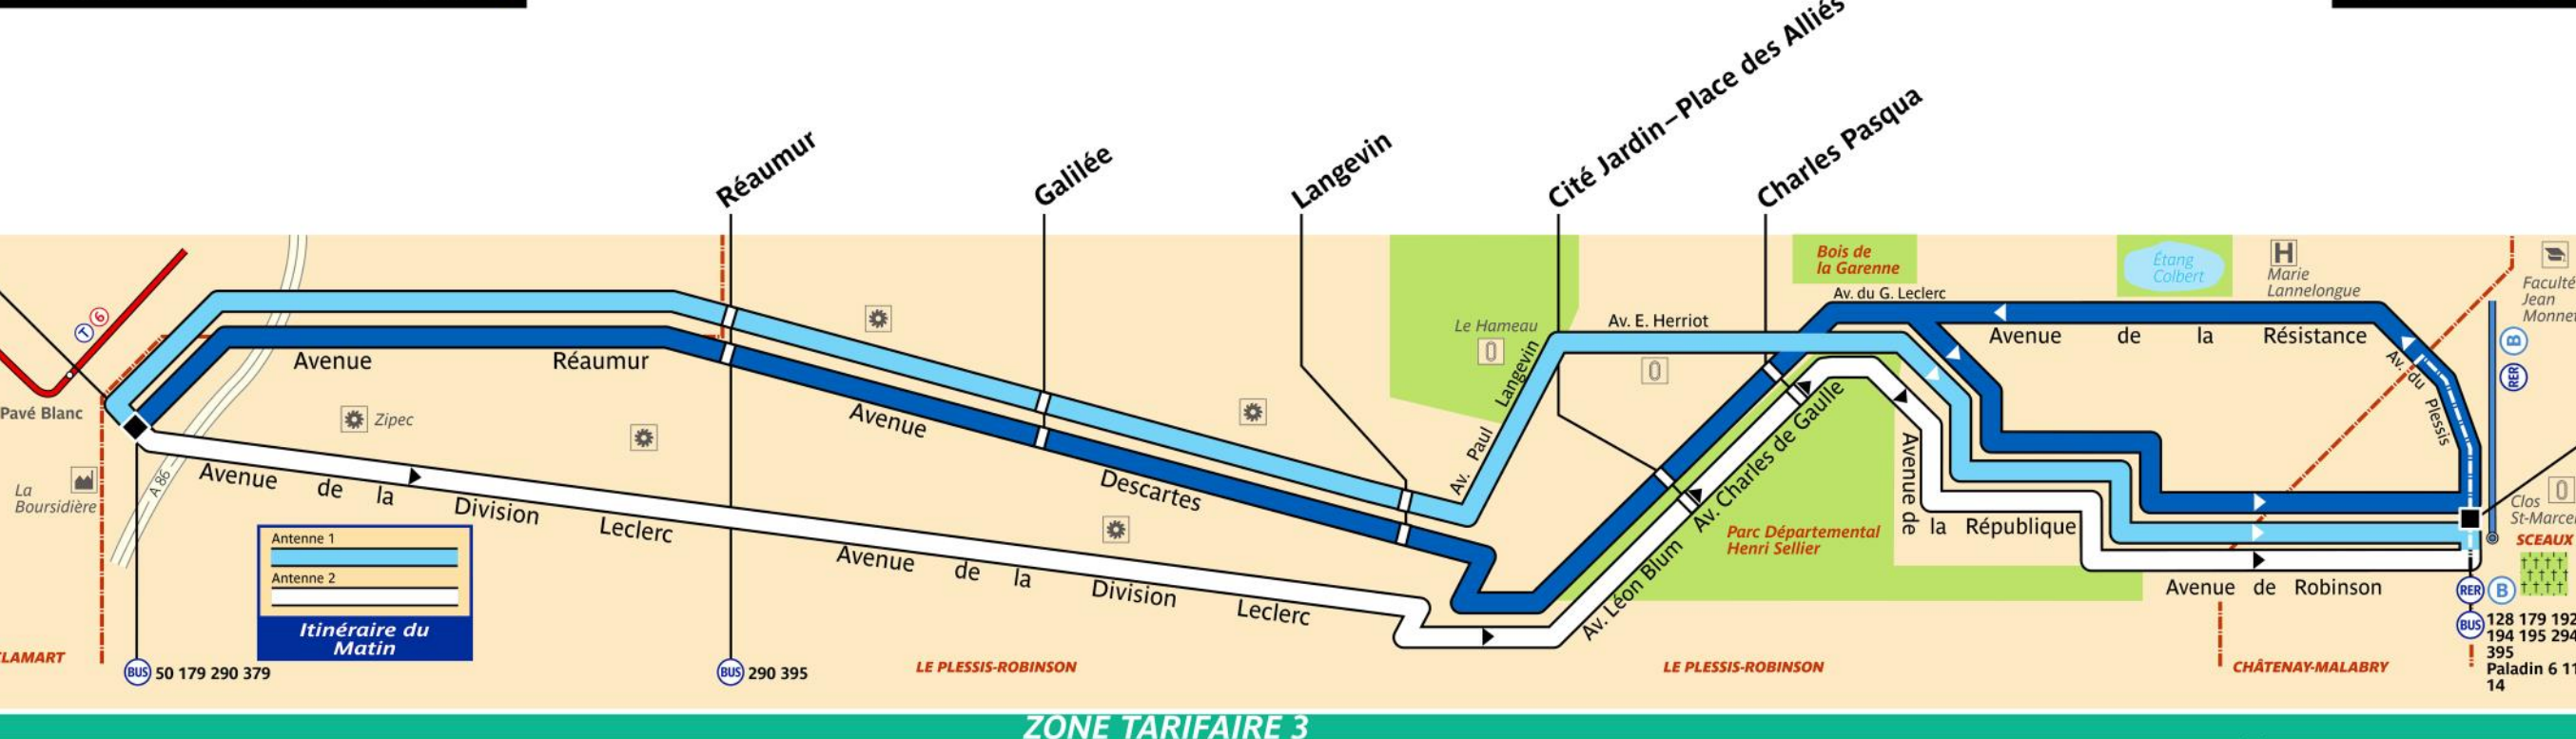 Réaumur
Galilée
Langevin
Cité Jardin–Place des Alliés
Charles Pasqua
T 6
Pavé Blanc
La
Boursidière
A 86
Zipec
Avenue Réaumur
Avenue
Descartes
Avenue de la Division Leclerc
Avenue de la Division Leclerc
Antenne 1
Antenne 2
Itinéraire du
Matin
BUS 50 179 290 379
BUS 290 395
LE PLESSIS-ROBINSON
Le Hameau
Av. Paul Langevin
Av. E. Herriot
Bois de
la Garenne
Av. du G. Leclerc
Étang
Colbert
H
Marie
Lannelongue
Faculté
Jean
Monnet
Avenue de la Résistance
Av. du Plessis
B
RER
Av. Charles de Gaulle
Av. Léon Blum
Parc Départemental
Henri Sellier
Avenue de
la République
Avenue de Robinson
Clos
St-Marcel
SCEAUX
RER B
BUS 128 179 192
194 195 294
395
Paladin 6 11
14
LE PLESSIS-ROBINSON
CHÂTENAY-MALABRY
ZONE TARIFAIRE 3